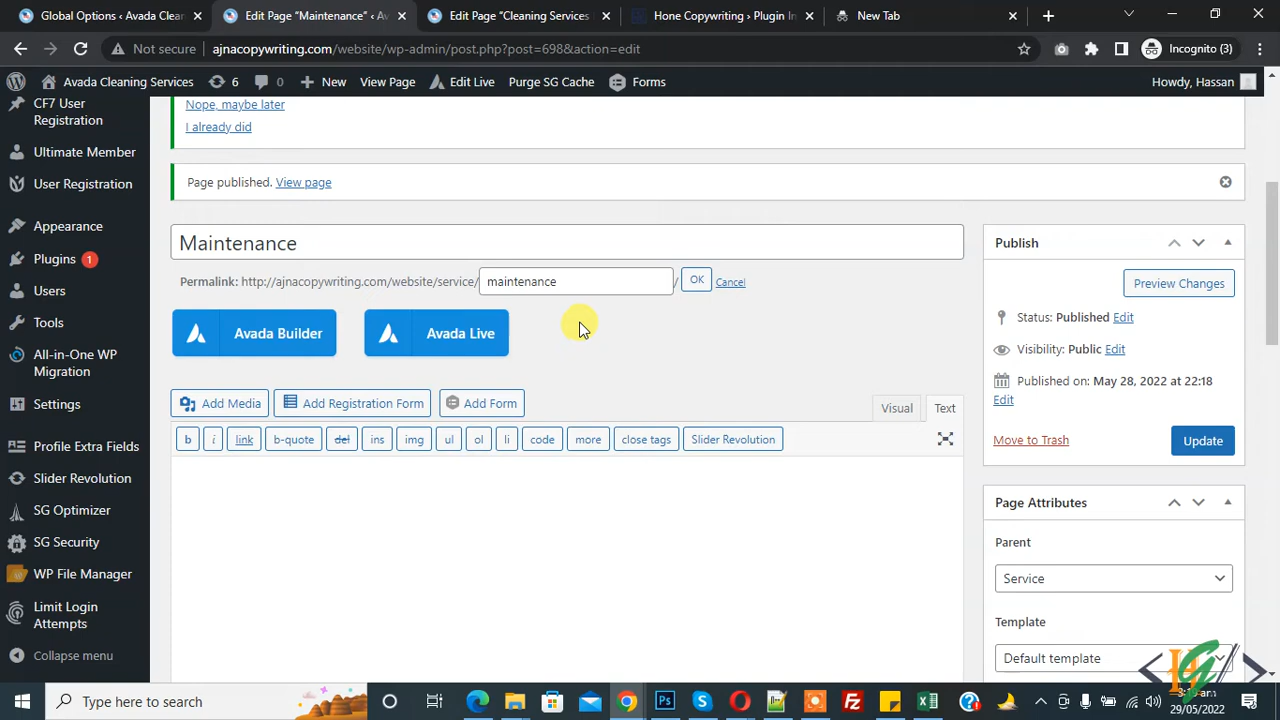 Global Options ‹ Avada Clean
Edit Page "Maintenance" ‹ Av
Edit Page "Cleaning Services
Hone Copywriting › Plugin In
New Tab
Not secure
ajnacopywriting.com/website/wp-admin/post.php?post=698&action=edit
Incognito (3)
Avada Cleaning Services
6
0
New
View Page
Edit Live
Purge SG Cache
Forms
Howdy, Hassan
CF7 User
Registration
Ultimate Member
User Registration
Appearance
Plugins 1
Users
Tools
All-in-One WP
Migration
Settings
Profile Extra Fields
Slider Revolution
SG Optimizer
SG Security
WP File Manager
Limit Login
Attempts
Collapse menu
Nope, maybe later
I already did
Page published. View page
Maintenance
Permalink: http://ajnacopywriting.com/website/service/ maintenance / OK Cancel
Avada Builder
Avada Live
Add Media
Add Registration Form
Add Form
Visual
Text
b
i
link
b-quote
del
ins
img
ul
ol
li
code
more
close tags
Slider Revolution
Publish
Preview Changes
Status: Published Edit
Visibility: Public Edit
Published on: May 28, 2022 at 22:18
Edit
Move to Trash
Update
Page Attributes
Parent
Service
Template
Default template
Type here to search
29/05/2022